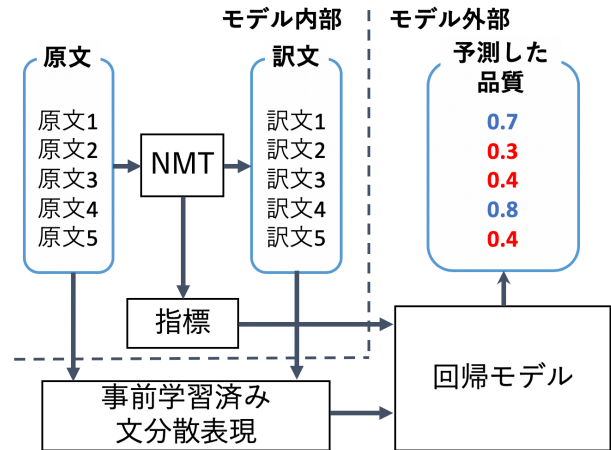 モデル内部
モデル外部
原文
原文1
原文2
原文3
原文4
原文5
NMT
訳文
訳文1
訳文2
訳文3
訳文4
訳文5
予測した
品質
0.7
0.3
0.4
0.8
0.4
指標
事前学習済み
文分散表現
回帰モデル